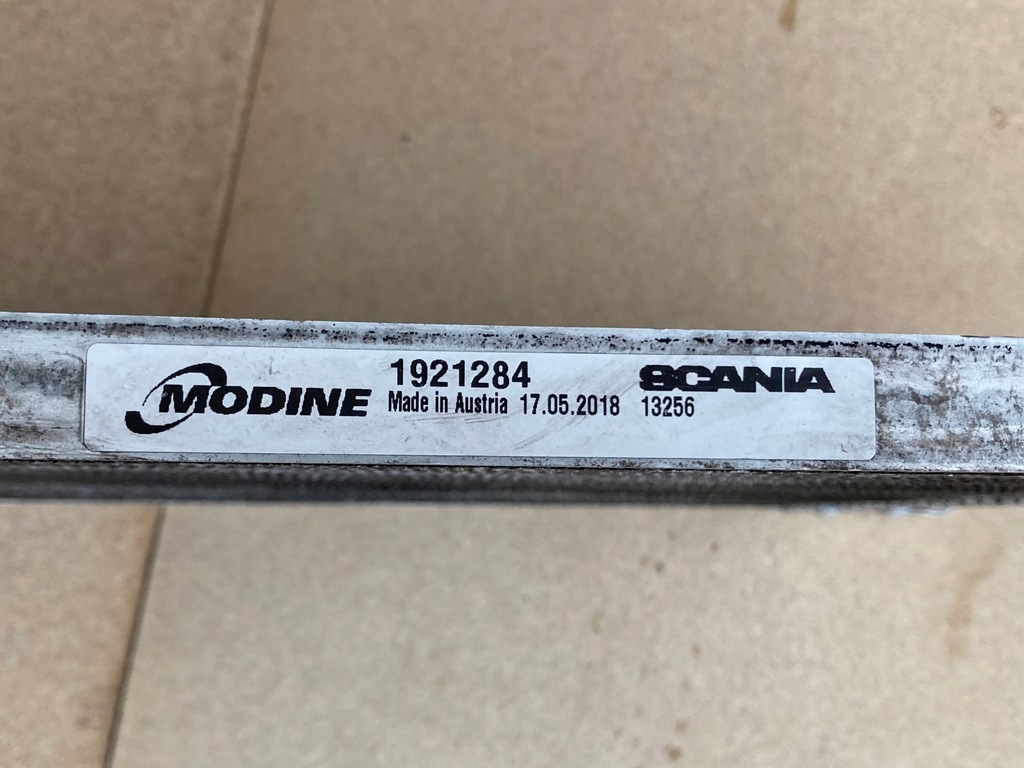 MODINE 1921284 SCANIA
Made in Austria 17.05.2018 13256